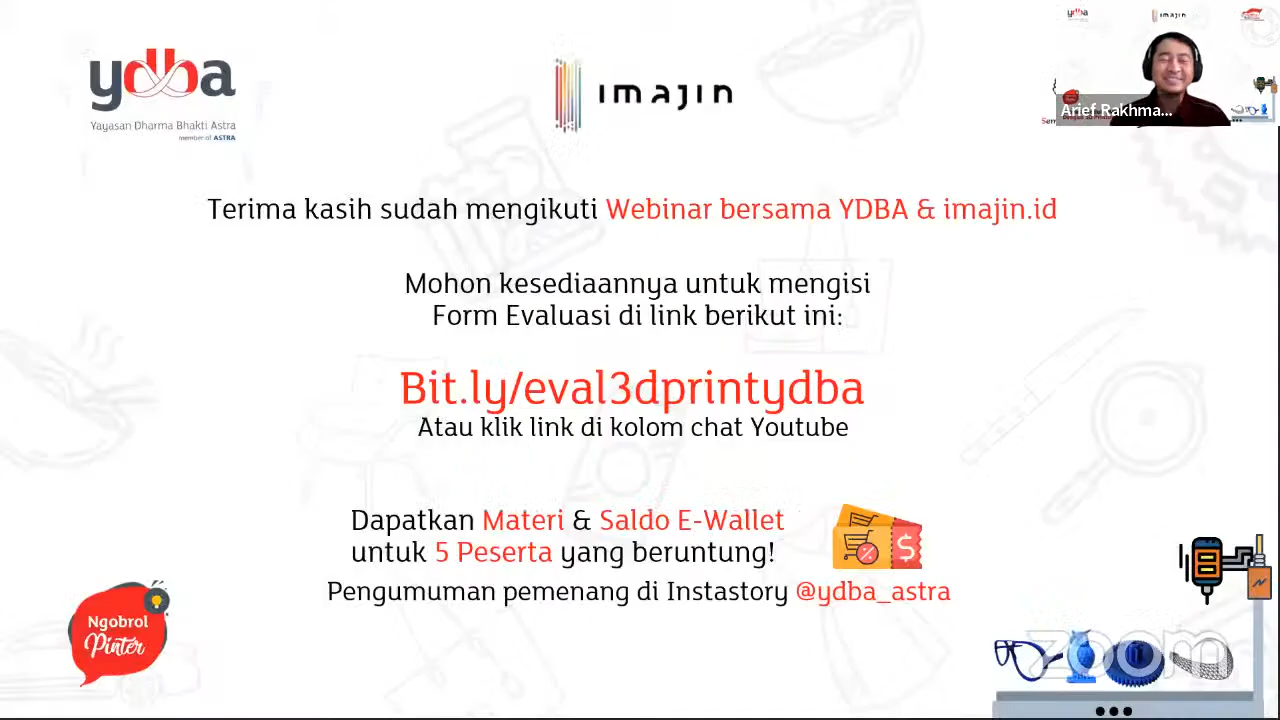 ydba
Yayasan Dharma Bhakti Astra
member of ASTRA
imajin
ydba
imajin
Arief Rakhma...
Terima kasih sudah mengikuti Webinar bersama YDBA & imajin.id
Mohon kesediaannya untuk mengisi
Form Evaluasi di link berikut ini:
Bit.ly/eval3dprintydba
Atau klik link di kolom chat Youtube
Dapatkan Materi & Saldo E-Wallet
untuk 5 Peserta yang beruntung!
Pengumuman pemenang di Instastory @ydba_astra
Ngobrol
Pinter
zoom